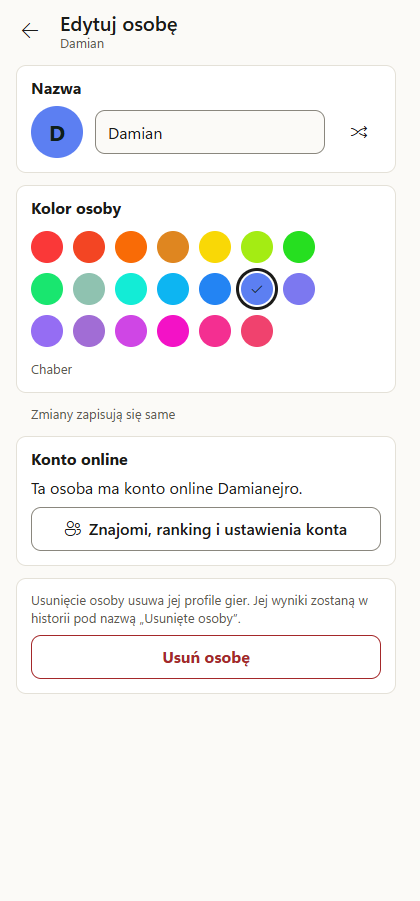 Edytuj osobę
Damian
Nazwa
D
Damian
Kolor osoby
Chaber
Zmiany zapisują się same
Konto online
Ta osoba ma konto online Damianejro.
Znajomi, ranking i ustawienia konta
Usunięcie osoby usuwa jej profile gier. Jej wyniki zostaną w
historii pod nazwą „Usunięte osoby”.
Usuń osobę